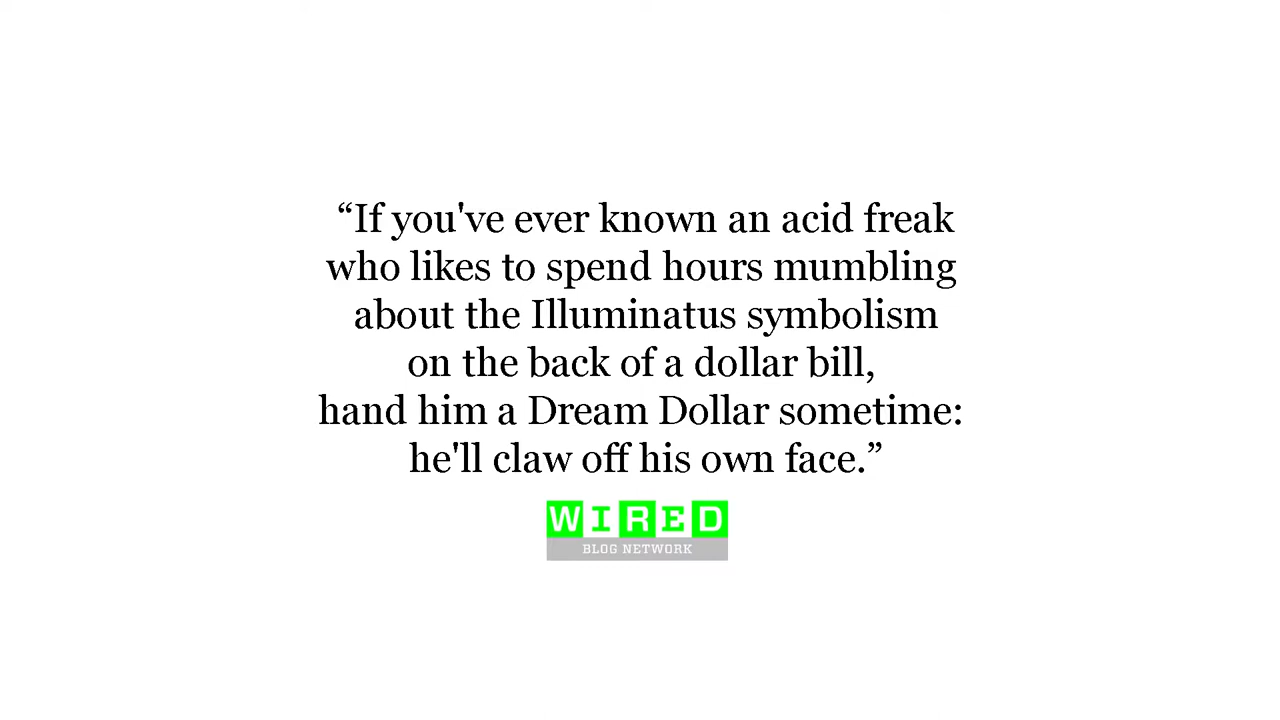 “If you've ever known an acid freak
who likes to spend hours mumbling
about the Illuminatus symbolism
on the back of a dollar bill,
hand him a Dream Dollar sometime:
he'll claw off his own face.”
WIRED
BLOG NETWORK